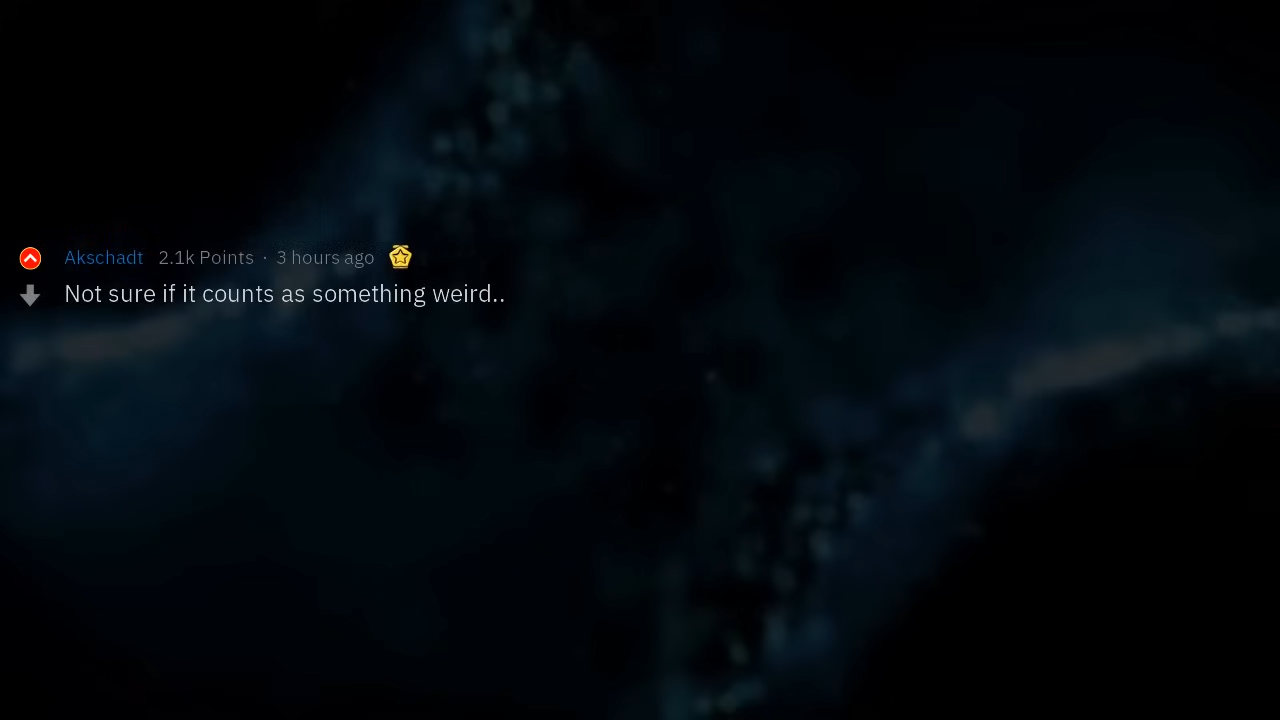 Akschadt 2.1k Points · 3 hours ago
Not sure if it counts as something weird..